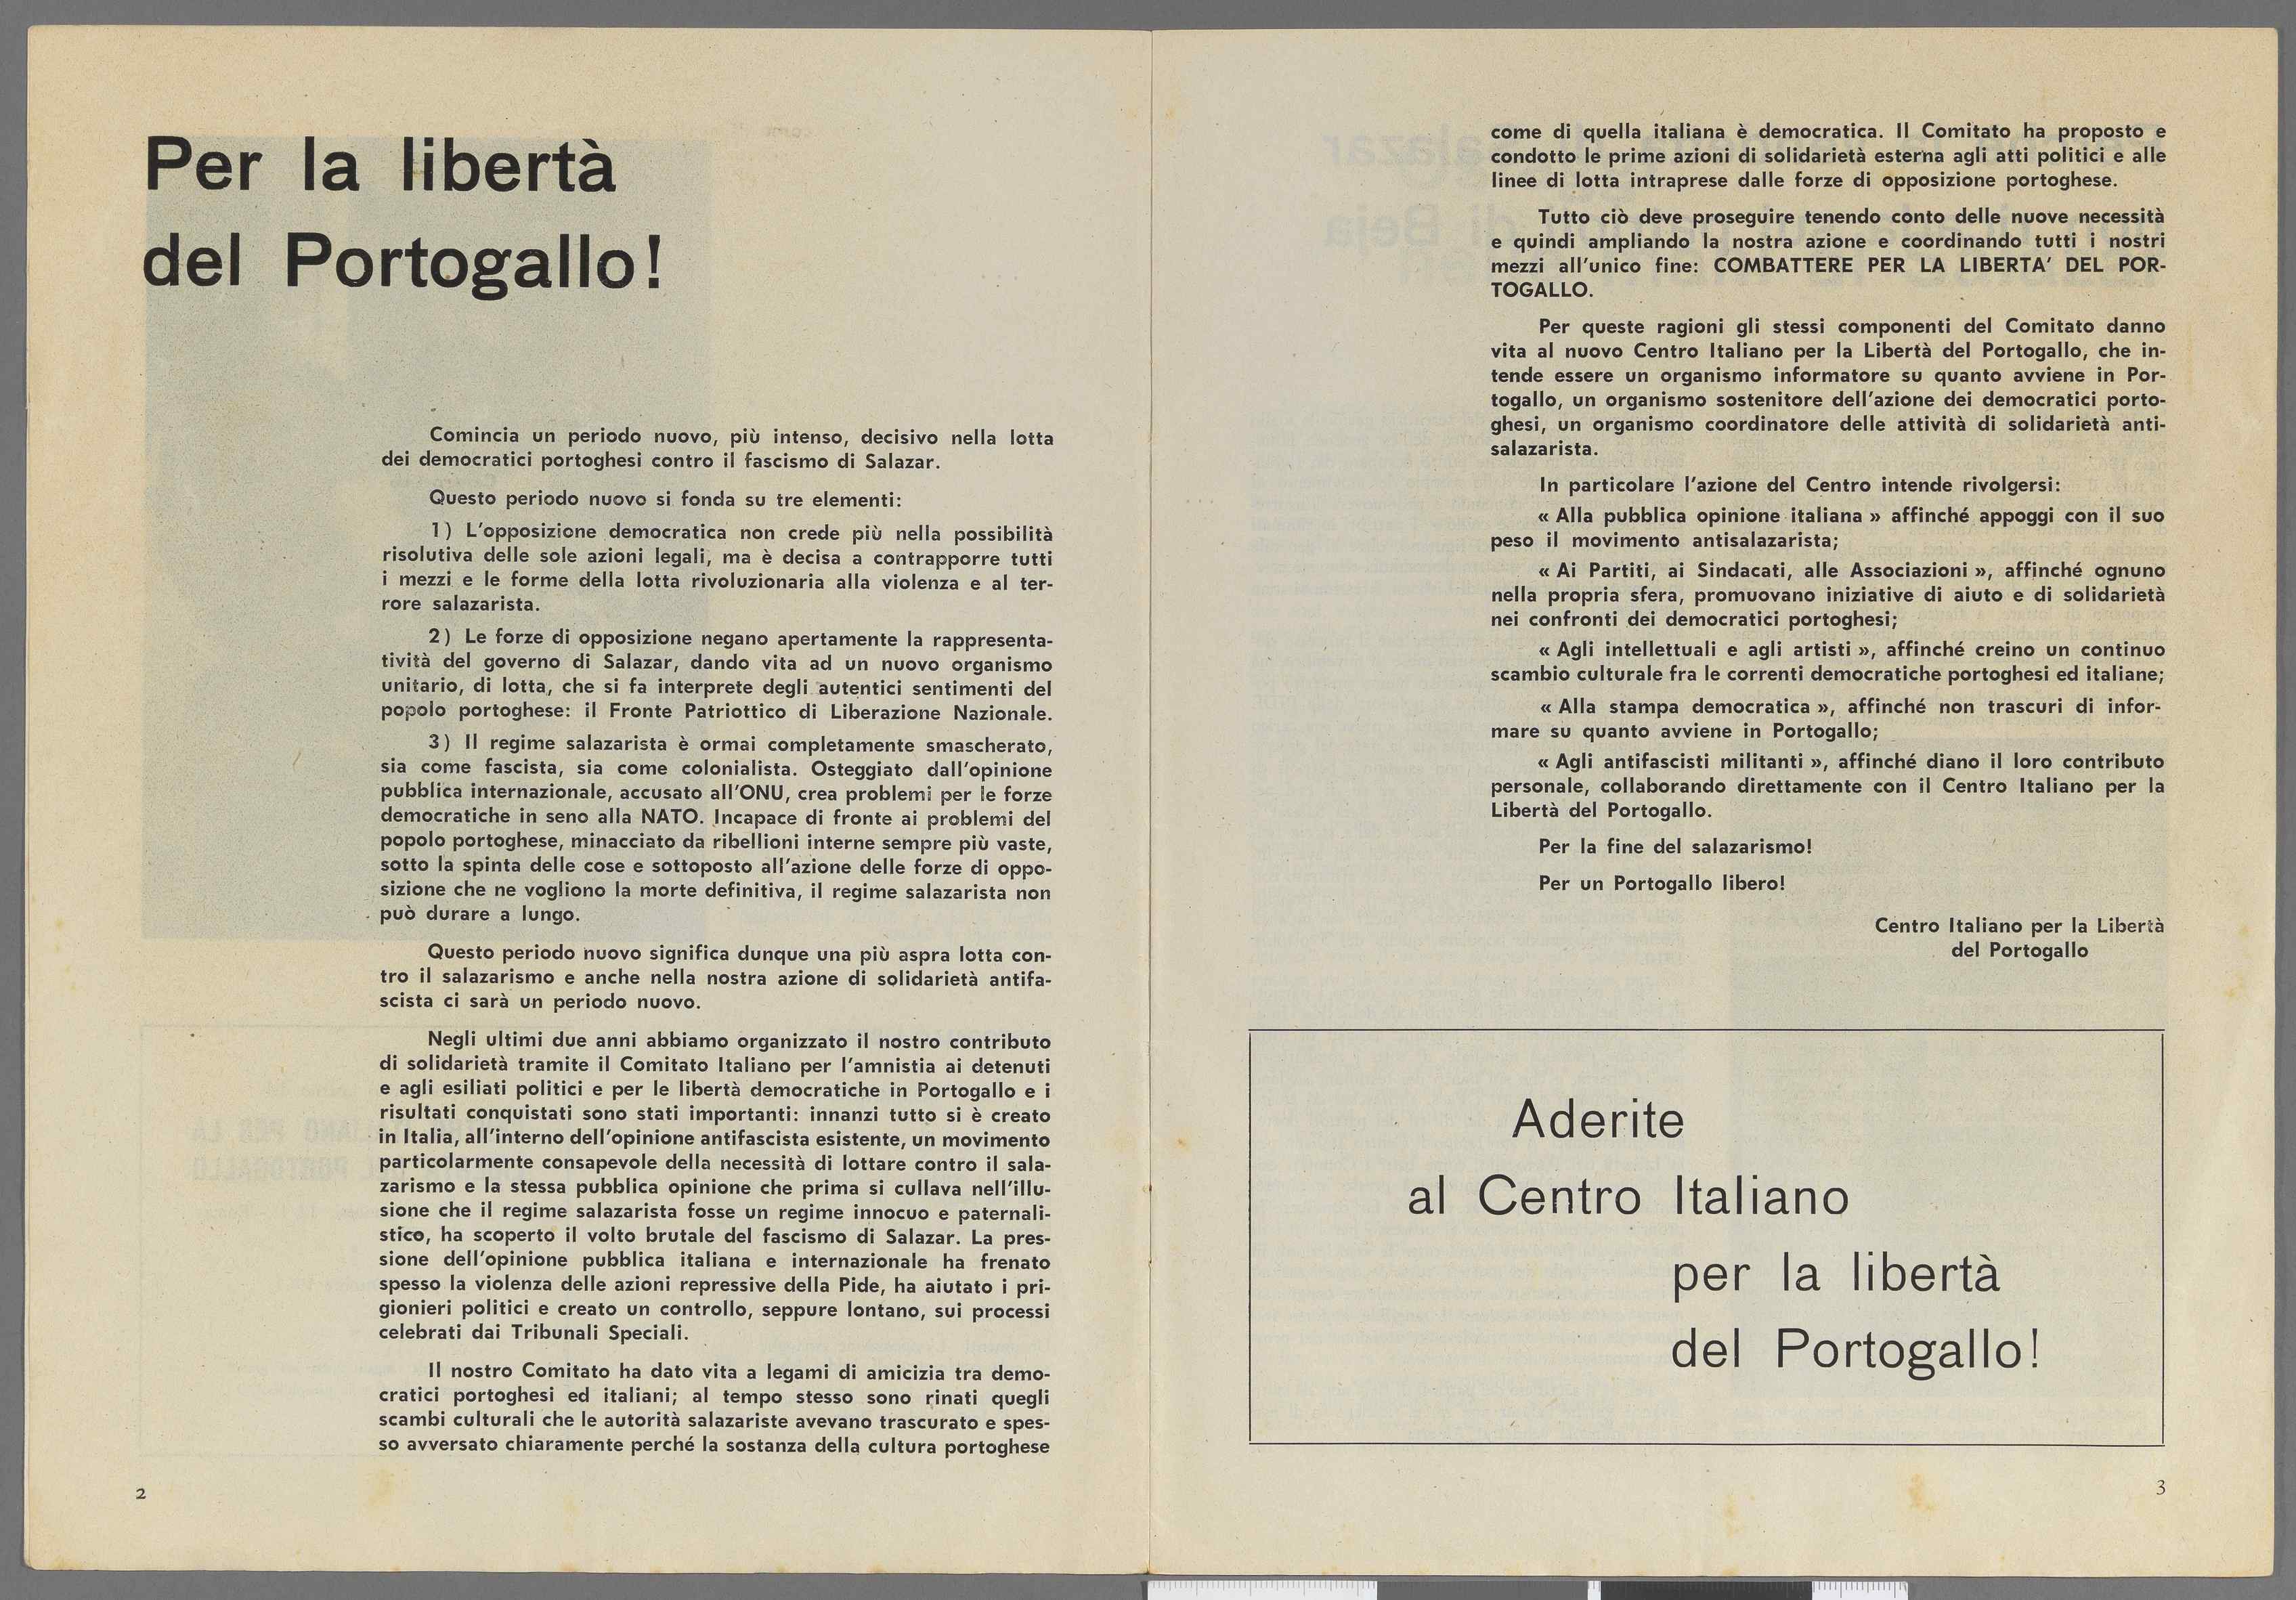 Per la libertà
del Portogallo!
Comincia un periodo nuovo, più intenso, decisivo nella lotta
dei democratici portoghesi contro il fascismo di Salazar.
Questo periodo nuovo si fonda su tre elementi:
1) L'opposizione democratica non crede più nella possibilità
risolutiva delle sole azioni legali, ma è decisa a contrapporre tutti
i mezzi e le forme della lotta rivoluzionaria alla violenza e al ter-
rore salazarista.
2) Le forze di opposizione negano apertamente la rappresenta-
tività del governo di Salazar, dando vita ad un nuovo organismo
unitario, di lotta, che si fa interprete degli autentici sentimenti del
popolo portoghese: il Fronte Patriottico di Liberazione Nazionale.
3) Il regime salazarista è ormai completamente smascherato,
sia come fascista, sia come colonialista. Osteggiato dall'opinione
pubblica internazionale, accusato all'ONU, crea problemi per le forze
democratiche in seno alla NATO. Incapace di fronte ai problemi del
popolo portoghese, minacciato da ribellioni interne sempre più vaste,
sotto la spinta delle cose e sottoposto all'azione delle forze di oppo-
sizione che ne vogliono la morte definitiva, il regime salazarista non
può durare a lungo.
Questo periodo nuovo significa dunque una più aspra lotta con-
tro il salazarismo e anche nella nostra azione di solidarietà antifa-
scista ci sarà un periodo nuovo.
Negli ultimi due anni abbiamo organizzato il nostro contributo
di solidarietà tramite il Comitato Italiano per l'amnistia ai detenuti
e agli esiliati politici e per le libertà democratiche in Portogallo e i
risultati conquistati sono stati importanti: innanzi tutto si è creato
in Italia, all'interno dell'opinione antifascista esistente, un movimento
particolarmente consapevole della necessità di lottare contro il sala-
zarismo e la stessa pubblica opinione che prima si cullava nell'illu-
sione che il regime salazarista fosse un regime innocuo e paternali-
stico, ha scoperto il volto brutale del fascismo di Salazar. La pres-
sione dell'opinione pubblica italiana e internazionale ha frenato
spesso la violenza delle azioni repressive della Pide, ha aiutato i pri-
gionieri politici e creato un controllo, seppure lontano, sui processi
celebrati dai Tribunali Speciali.
Il nostro Comitato ha dato vita a legami di amicizia tra demo-
cratici portoghesi ed italiani; al tempo stesso sono rinati quegli
scambi culturali che le autorità salazariste avevano trascurato e spes-
so avversato chiaramente perché la sostanza della cultura portoghese
2
come di quella italiana è democratica. Il Comitato ha proposto e
condotto le prime azioni di solidarietà esterna agli atti politici e alle
linee di lotta intraprese dalle forze di opposizione portoghese.
Tutto ciò deve proseguire tenendo conto delle nuove necessità
e quindi ampliando la nostra azione e coordinando tutti i nostri
mezzi all'unico fine: COMBATTERE PER LA LIBERTA' DEL POR-
TOGALLO.
Per queste ragioni gli stessi componenti del Comitato danno
vita al nuovo Centro Italiano per la Libertà del Portogallo, che in-
tende essere un organismo informatore su quanto avviene in Por-
togallo, un organismo sostenitore dell'azione dei democratici porto-
ghesi, un organismo coordinatore delle attività di solidarietà anti-
salazarista.
In particolare l'azione del Centro intende rivolgersi:
« Alla pubblica opinione italiana » affinché appoggi con il suo
peso il movimento antisalazarista;
« Ai Partiti, ai Sindacati, alle Associazioni », affinché ognuno
nella propria sfera, promuovano iniziative di aiuto e di solidarietà
nei confronti dei democratici portoghesi;
« Agli intellettuali e agli artisti », affinché creino un continuo
scambio culturale fra le correnti democratiche portoghesi ed italiane;
« Alla stampa democratica », affinché non trascuri di infor-
mare su quanto avviene in Portogallo;
« Agli antifascisti militanti », affinché diano il loro contributo
personale, collaborando direttamente con il Centro Italiano per la
Libertà del Portogallo.
Per la fine del salazarismo!
Per un Portogallo libero!
Centro Italiano per la Libertà
del Portogallo
Aderite
al Centro Italiano
per la libertà
del Portogallo!
3